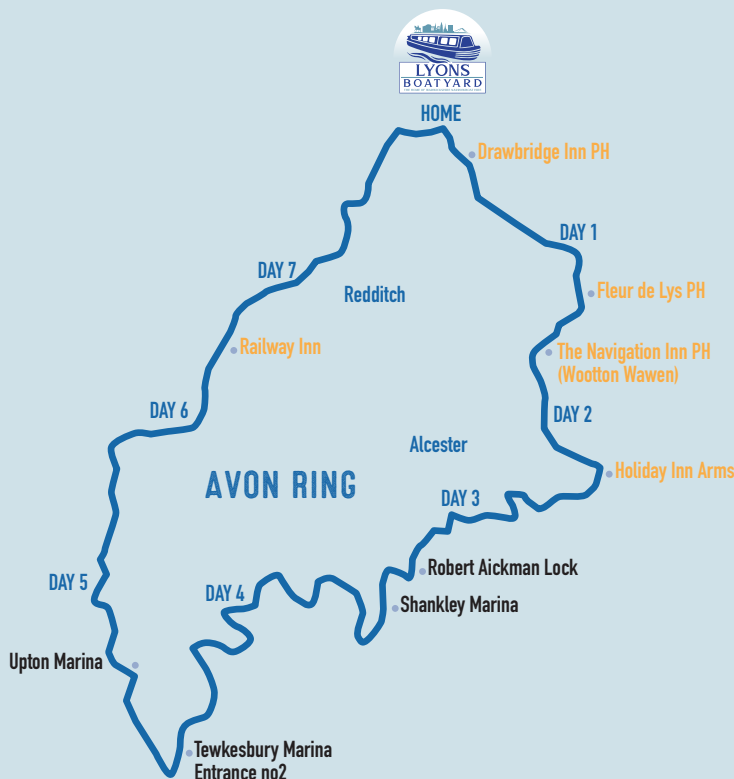 LYONS
BOATYARD
HOME
Drawbridge Inn PH
DAY 1
DAY 7
Redditch
Fleur de Lys PH
Railway Inn
The Navigation Inn PH
(Wootton Wawen)
DAY 6
DAY 2
Alcester
Holiday Inn Arms
AVON RING
DAY 3
Robert Aickman Lock
DAY 5
DAY 4
Shankley Marina
Upton Marina
Tewkesbury Marina
Entrance no2